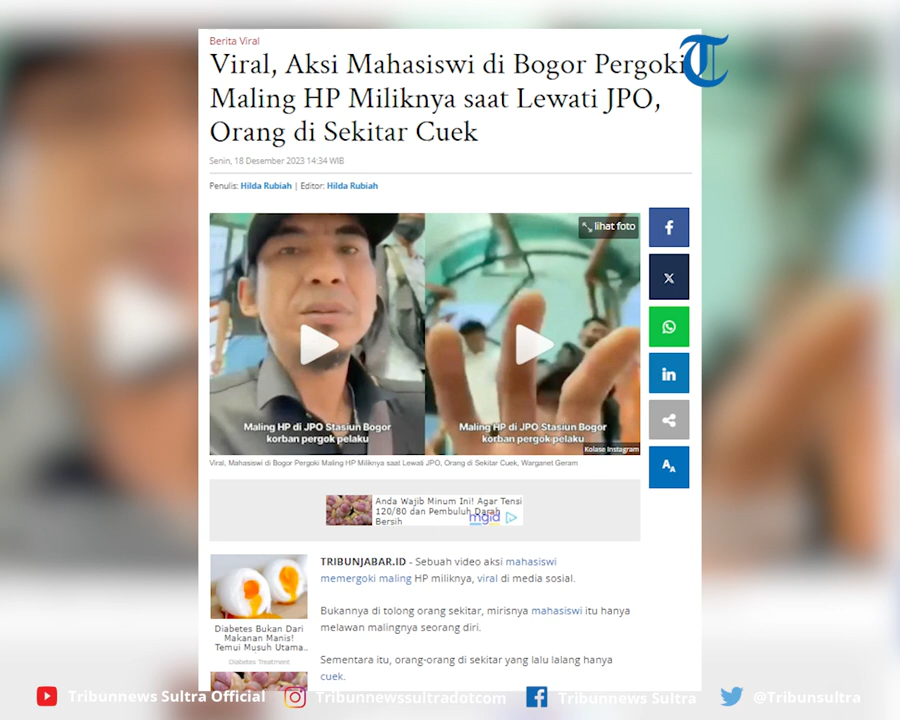 Berita Viral
Viral, Aksi Mahasiswi di Bogor Pergoki
Maling HP Miliknya saat Lewati JPO,
Orang di Sekitar Cuek
T
Senin, 18 Desember 2023 14:34 WIB
Penulis: Hilda Rubiah | Editor: Hilda Rubiah
lihat foto
Maling HP di JPO Stasiun Bogor
korban pergok pelaku
Maling HP di JPO Stasiun Bogor
korban pergok pelaku
Kolase Instagram
Viral, Mahasiswi di Bogor Pergoki Maling HP Miliknya saat Lewati JPO, Orang di Sekitar Cuek, Warganet Geram
Anda Wajib Minum Ini! Agar Tensi
120/80 dan Pembuluh Darah
Bersih
mgid
TRIBUNJABAR.ID - Sebuah video aksi mahasiswi
memergoki maling HP miliknya, viral di media sosial.
Bukannya di tolong orang sekitar, mirisnya mahasiswi itu hanya
melawan malingnya seorang diri.
Sementara itu, orang-orang di sekitar yang lalu lalang hanya
cuek.
Diabetes Bukan Dari
Makanan Manis!
Temui Musuh Utama..
Diabetes Treatment
Tribunnews Sultra Official
Tribunnewssultradotcom
Tribunnews Sultra
@Tribunsultra